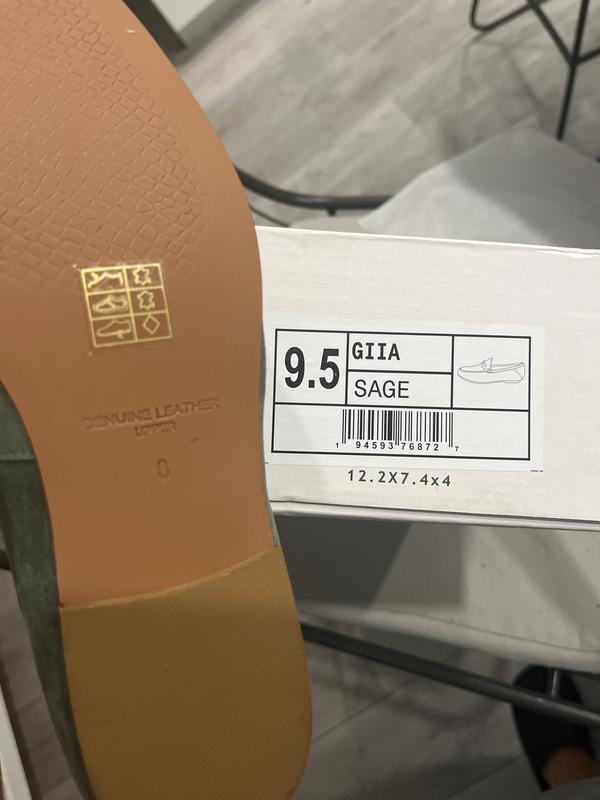 GENUINE LEATHER
UPPER
8
9.5
GIIA
SAGE
1 94593 76872 7
12.2X7.4x4